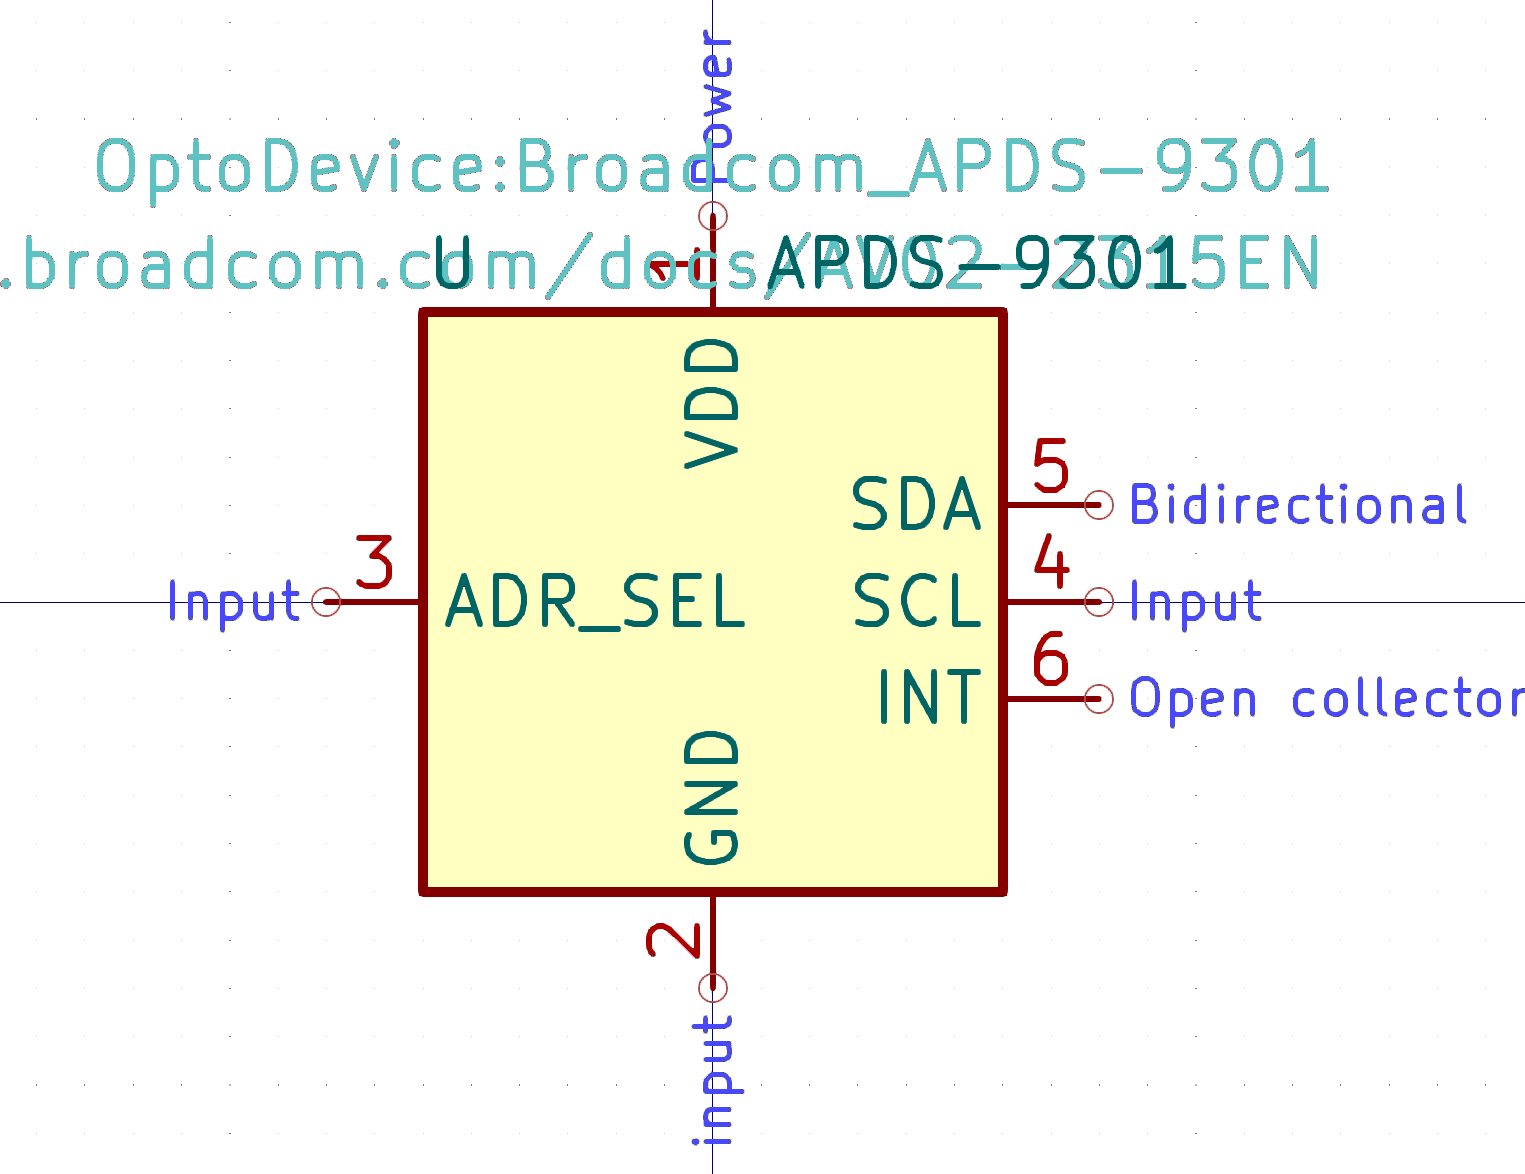 Power
OptoDevice:Broadcom_APDS-9301
.broadcom.com/docs/AV02-2315EN
U
APDS-9301
1
VDD
5
SDA
Bidirectional
3
Input
ADR_SEL
4
SCL
Input
6
INT
Open collector
GND
2
input